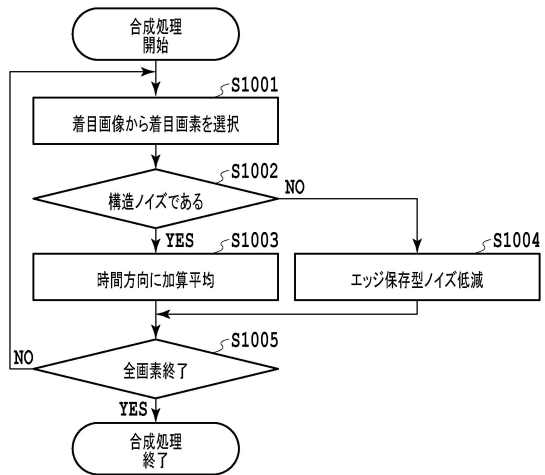 合成処理
開始
S1001
着目画像から着目画素を選択
S1002
構造ノイズである
NO
YES
S1003
時間方向に加算平均
S1004
エッジ保存型ノイズ低減
S1005
全画素終了
NO
YES
合成処理
終了